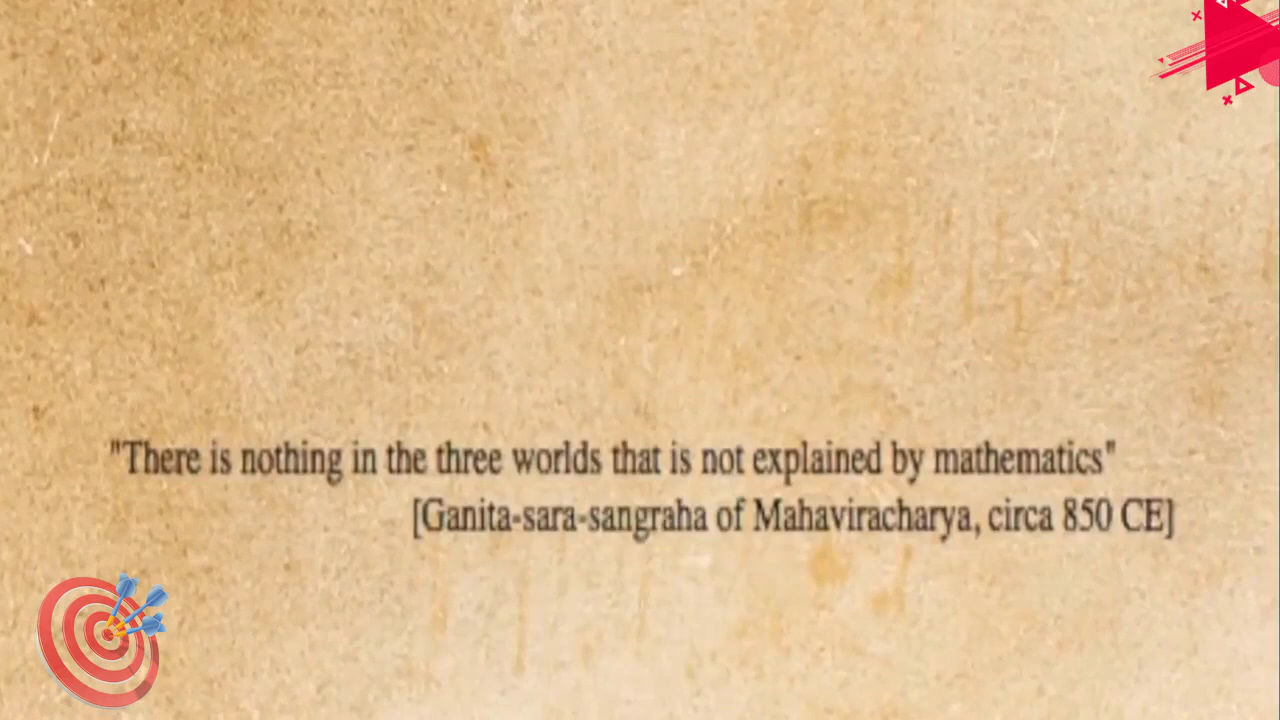 "There is nothing in the three worlds that is not explained by mathematics"
[Ganita-sara-sangraha of Mahaviracharya, circa 850 CE]